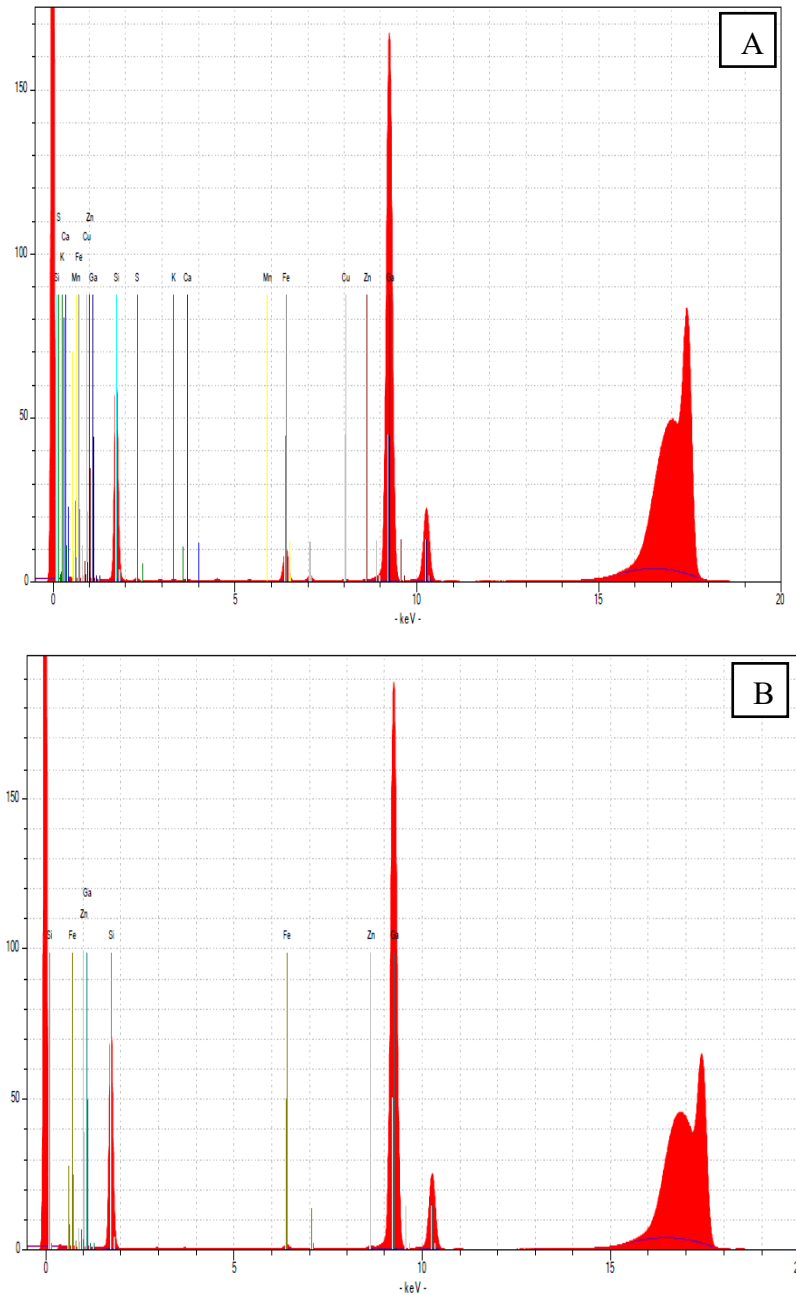 A
150
S Zn
Ca Cu
K Fe
Si Mn Ga Si S K Ca Mn Fe Cu Zn Ga
100
50
0
0 5 10 15 20
- keV -
B
150
Ga
Zn
Si Fe Si Fe Zn Ga
100
50
0
0 5 10 15 20
- keV -